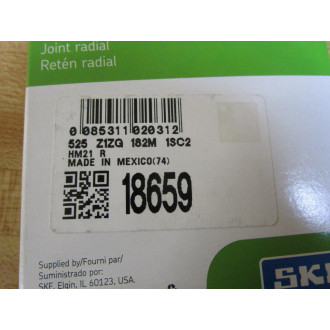 Joint radial
Retén radial
0 085311 020312
525 Z1ZG 182M 1SC2
HM21 R
MADE IN MEXICO(74)
18659
Supplied by/Fourni par/
Suministrado por:
SKF, Elgin, IL 60123, USA.
SKF